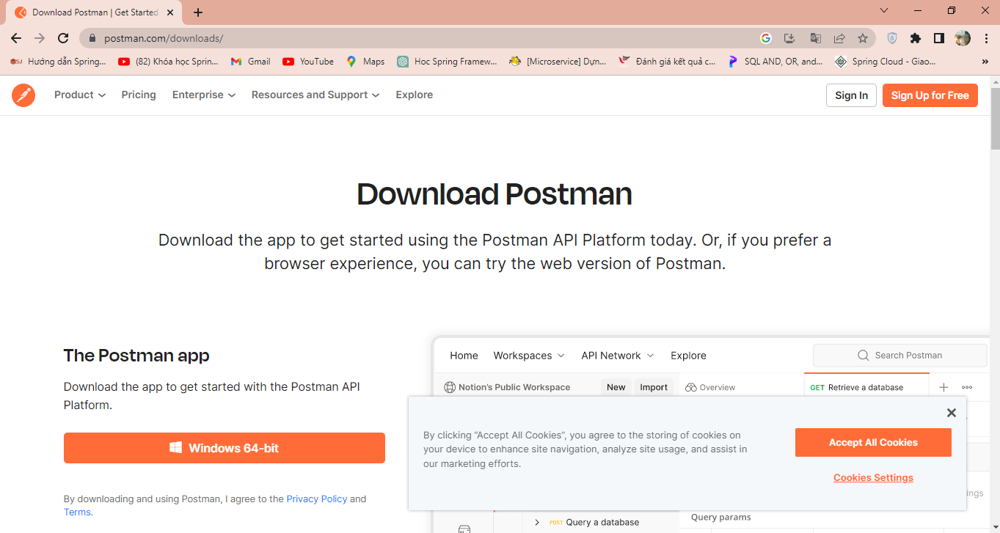 Download Postman | Get Started
postman.com/downloads/
Hướng dẫn Spring... (82) Khóa học Sprin... Gmail YouTube Maps Hoc Spring Framew... [Microservice] Dựn... Đánh giá kết quả c... SQL AND, OR, and... Spring Cloud - Giao... »
Product Pricing Enterprise Resources and Support Explore Sign In Sign Up for Free
Download Postman
Download the app to get started using the Postman API Platform today. Or, if you prefer a
browser experience, you can try the web version of Postman.
The Postman app
Download the app to get started with the Postman API
Platform.
Windows 64-bit
By downloading and using Postman, I agree to the Privacy Policy and
Terms.
Home Workspaces API Network Explore Search Postman
Notion's Public Workspace New Import Overview GET Retrieve a database
By clicking “Accept All Cookies”, you agree to the storing of cookies on
your device to enhance site navigation, analyze site usage, and assist in
our marketing efforts.
Accept All Cookies
Cookies Settings
ings
POST Query a database
Query params